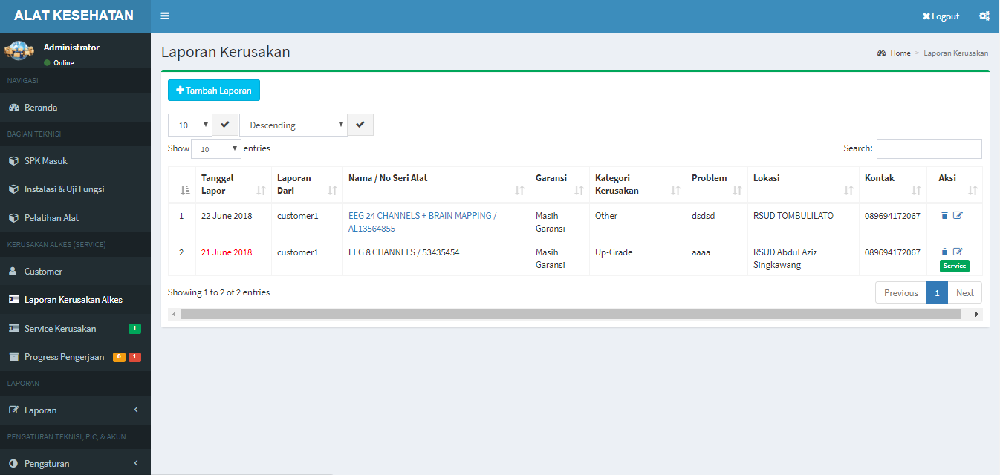 ALAT KESEHATAN
Logout
Administrator
Online
NAVIGASI
Beranda
BAGIAN TEKNISI
SPK Masuk
Instalasi & Uji Fungsi
Pelatihan Alat
KERUSAKAN ALKES (SERVICE)
Customer
Laporan Kerusakan Alkes
Service Kerusakan 1
Progress Pengerjaan 0 1
LAPORAN
Laporan
PENGATURAN TEKNISI, PIC, & AKUN
Pengaturan
Laporan Kerusakan
Home > Laporan Kerusakan
Tambah Laporan
10 Descending
Show 10 entries
Search:
Tanggal Lapor Laporan Dari Nama / No Seri Alat Garansi Kategori Kerusakan Problem Lokasi Kontak Aksi
1 22 June 2018 customer1 EEG 24 CHANNELS + BRAIN MAPPING / AL13564855 Masih Garansi Other dsdsd RSUD TOMBULILATO 089694172067
2 21 June 2018 customer1 EEG 8 CHANNELS / 53435454 Masih Garansi Up-Grade aaaa RSUD Abdul Aziz Singkawang 089694172067 Service
Showing 1 to 2 of 2 entries
Previous 1 Next